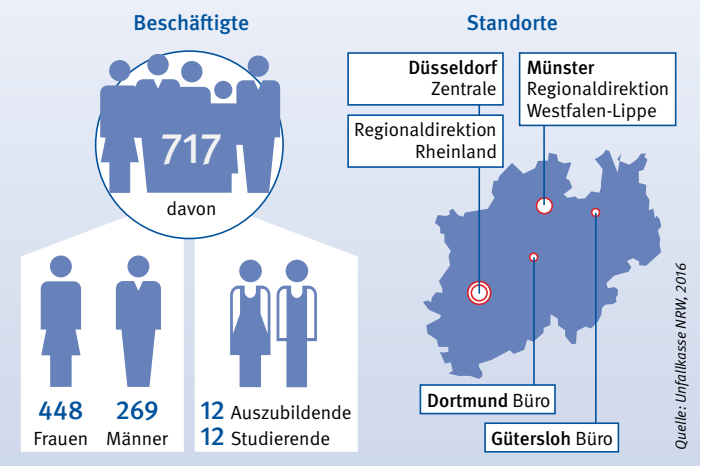 Beschäftigte
717
davon
448
Frauen
269
Männer
12 Auszubildende
12 Studierende
Standorte
Düsseldorf
Zentrale
Regionaldirektion
Rheinland
Münster
Regionaldirektion
Westfalen-Lippe
Dortmund Büro
Gütersloh Büro
Quelle: Unfallkasse NRW, 2016